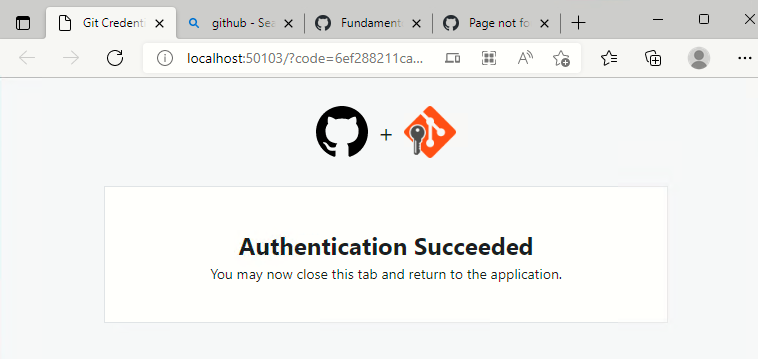 Git Credent
github - Sea
Fundament
Page not fo
localhost:50103/?code=6ef288211ca...
Authentication Succeeded
You may now close this tab and return to the application.